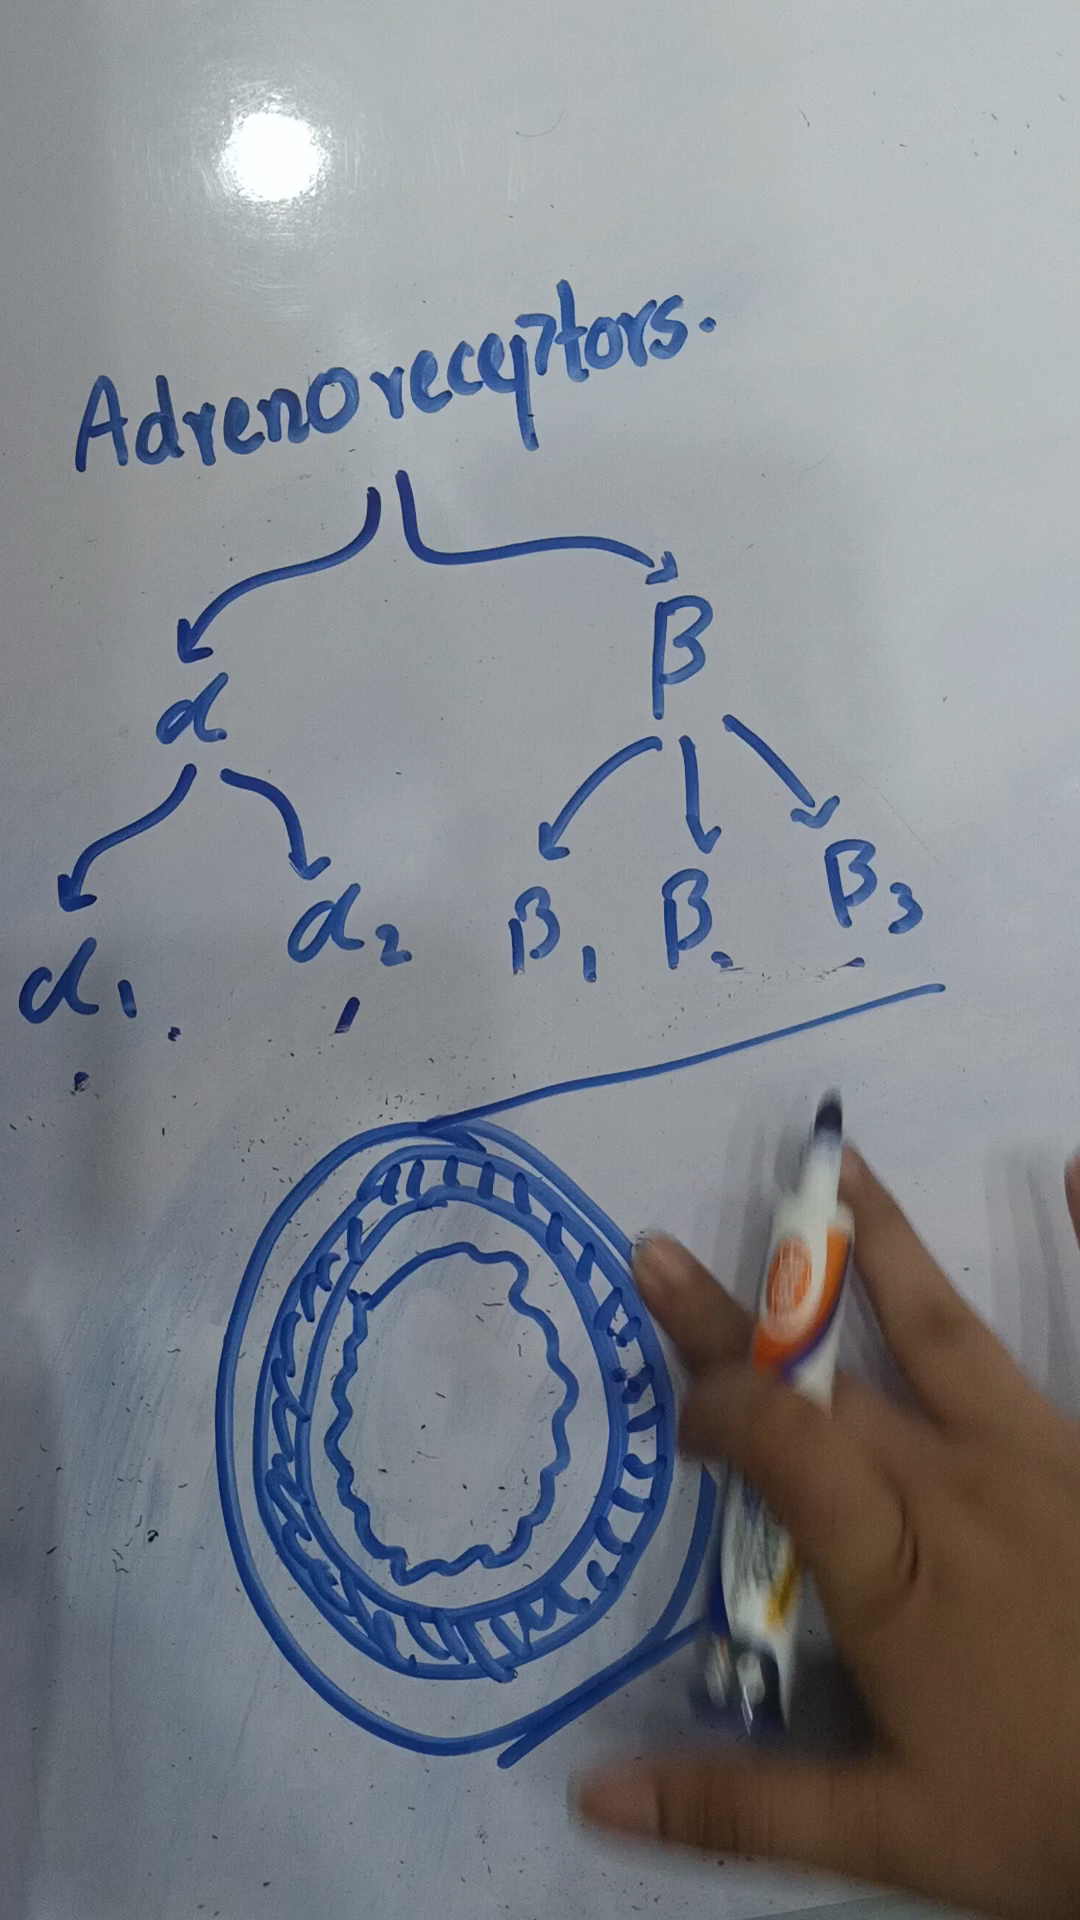 Adrenoreceptors.
α β
α₁ α₂ β₁ β₂ β₃